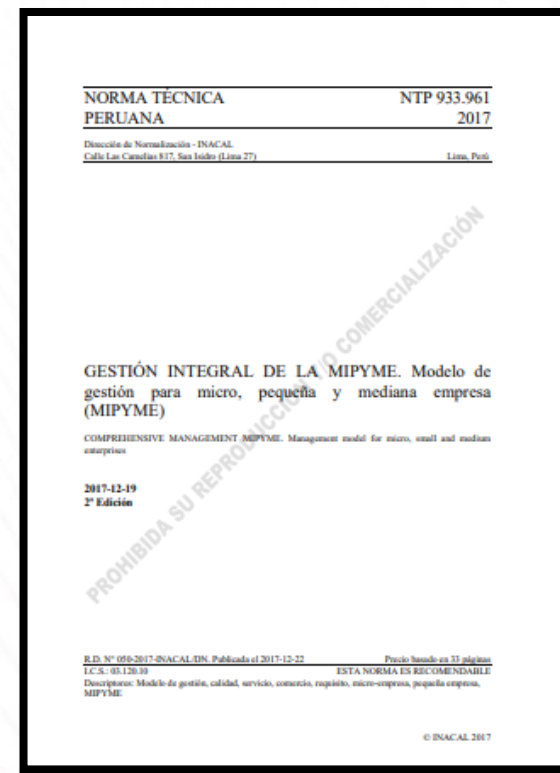 NORMA TÉCNICA NTP 933.961
PERUANA 2017
Dirección de Normalización - INACAL
Calle Las Camelias 817, San Isidro (Lima 27) Lima, Perú
PROHIBIDA SU REPRODUCCIÓN Y/O COMERCIALIZACIÓN
GESTIÓN INTEGRAL DE LA MIPYME. Modelo de
gestión para micro, pequeña y mediana empresa
(MIPYME)
COMPREHENSIVE MANAGEMENT MIPYME. Management model for micro, small and medium
enterprises
2017-12-19
2ª Edición
R.D. N° 050-2017-INACAL/DN. Publicada el 2017-12-22 Precio basado en 33 páginas
I.C.S.: 03.120.10 ESTA NORMA ES RECOMENDABLE
Descriptores: Modelo de gestión, calidad, servicio, comercio, requisito, micro-empresa, pequeña empresa,
MIPYME
© INACAL 2017